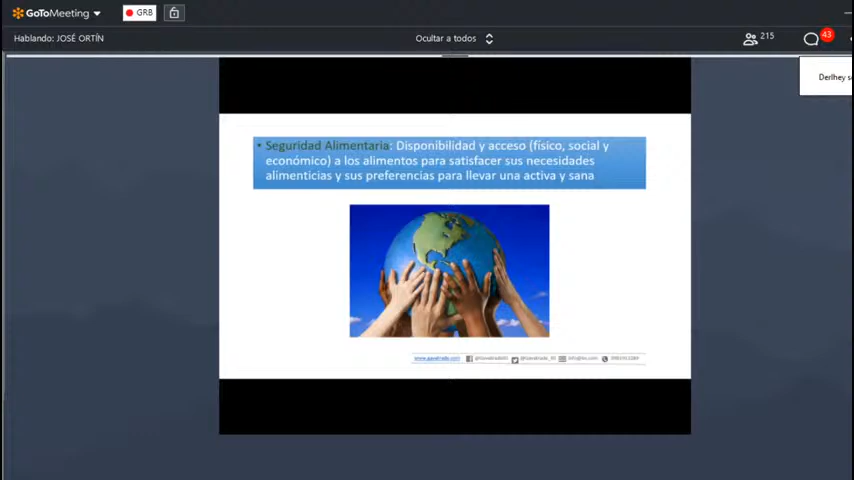 GoToMeeting
GRB
Hablando: JOSÉ ORTÍN
Ocultar a todos
215
43
Derlhey s
• Seguridad Alimentaria: Disponibilidad y acceso (físico, social y
económico) a los alimentos para satisfacer sus necesidades
alimenticias y sus preferencias para llevar una activa y sana